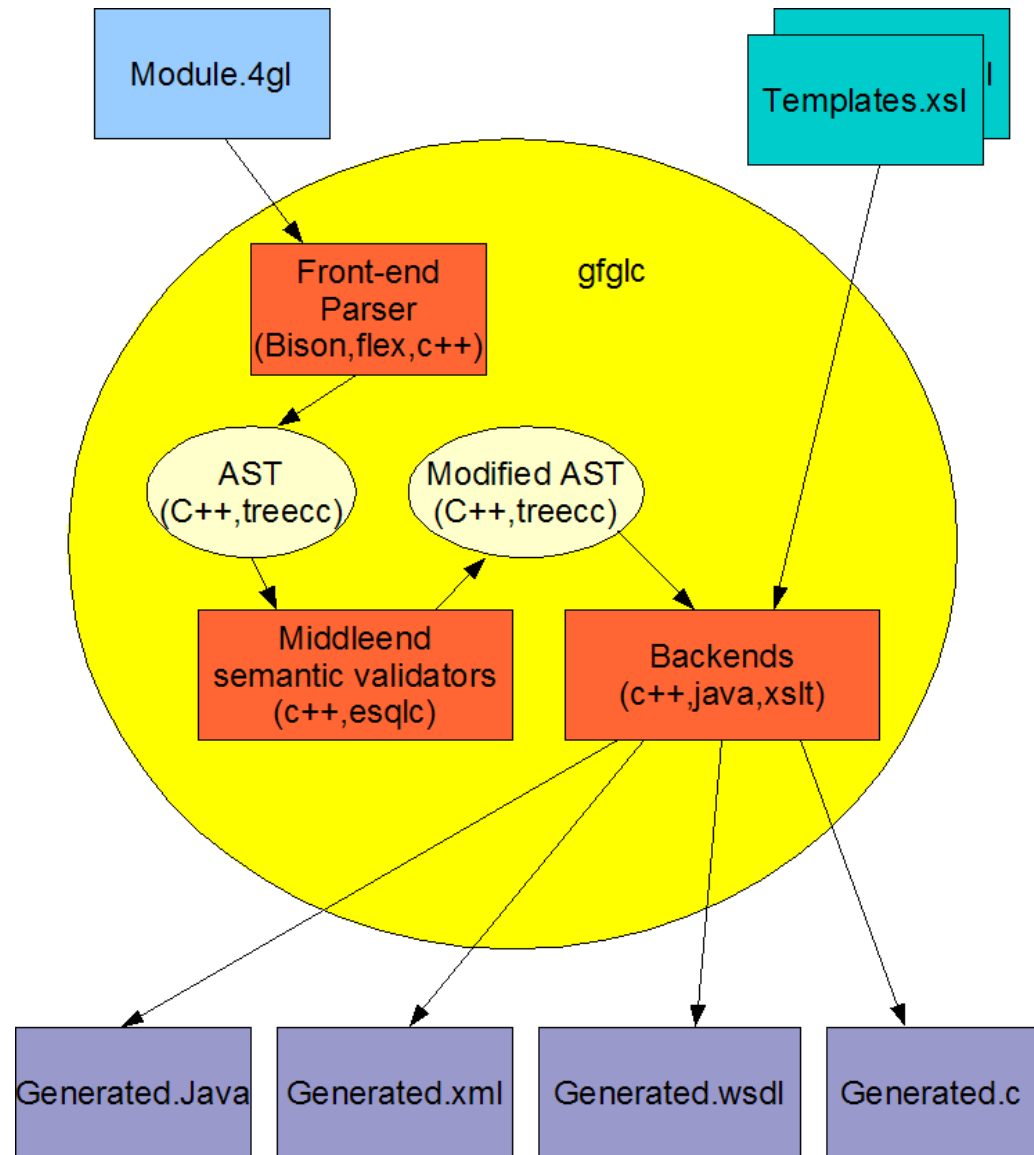 Module.4gl
Templates.xsl
l
Front-end
Parser
(Bison,flex,c++)
gfglc
AST
(C++,treecc)
Modified AST
(C++,treecc)
Middleend
semantic validators
(c++,esqlc)
Backends
(c++,java,xslt)
Generated.Java
Generated.xml
Generated.wsdl
Generated.c